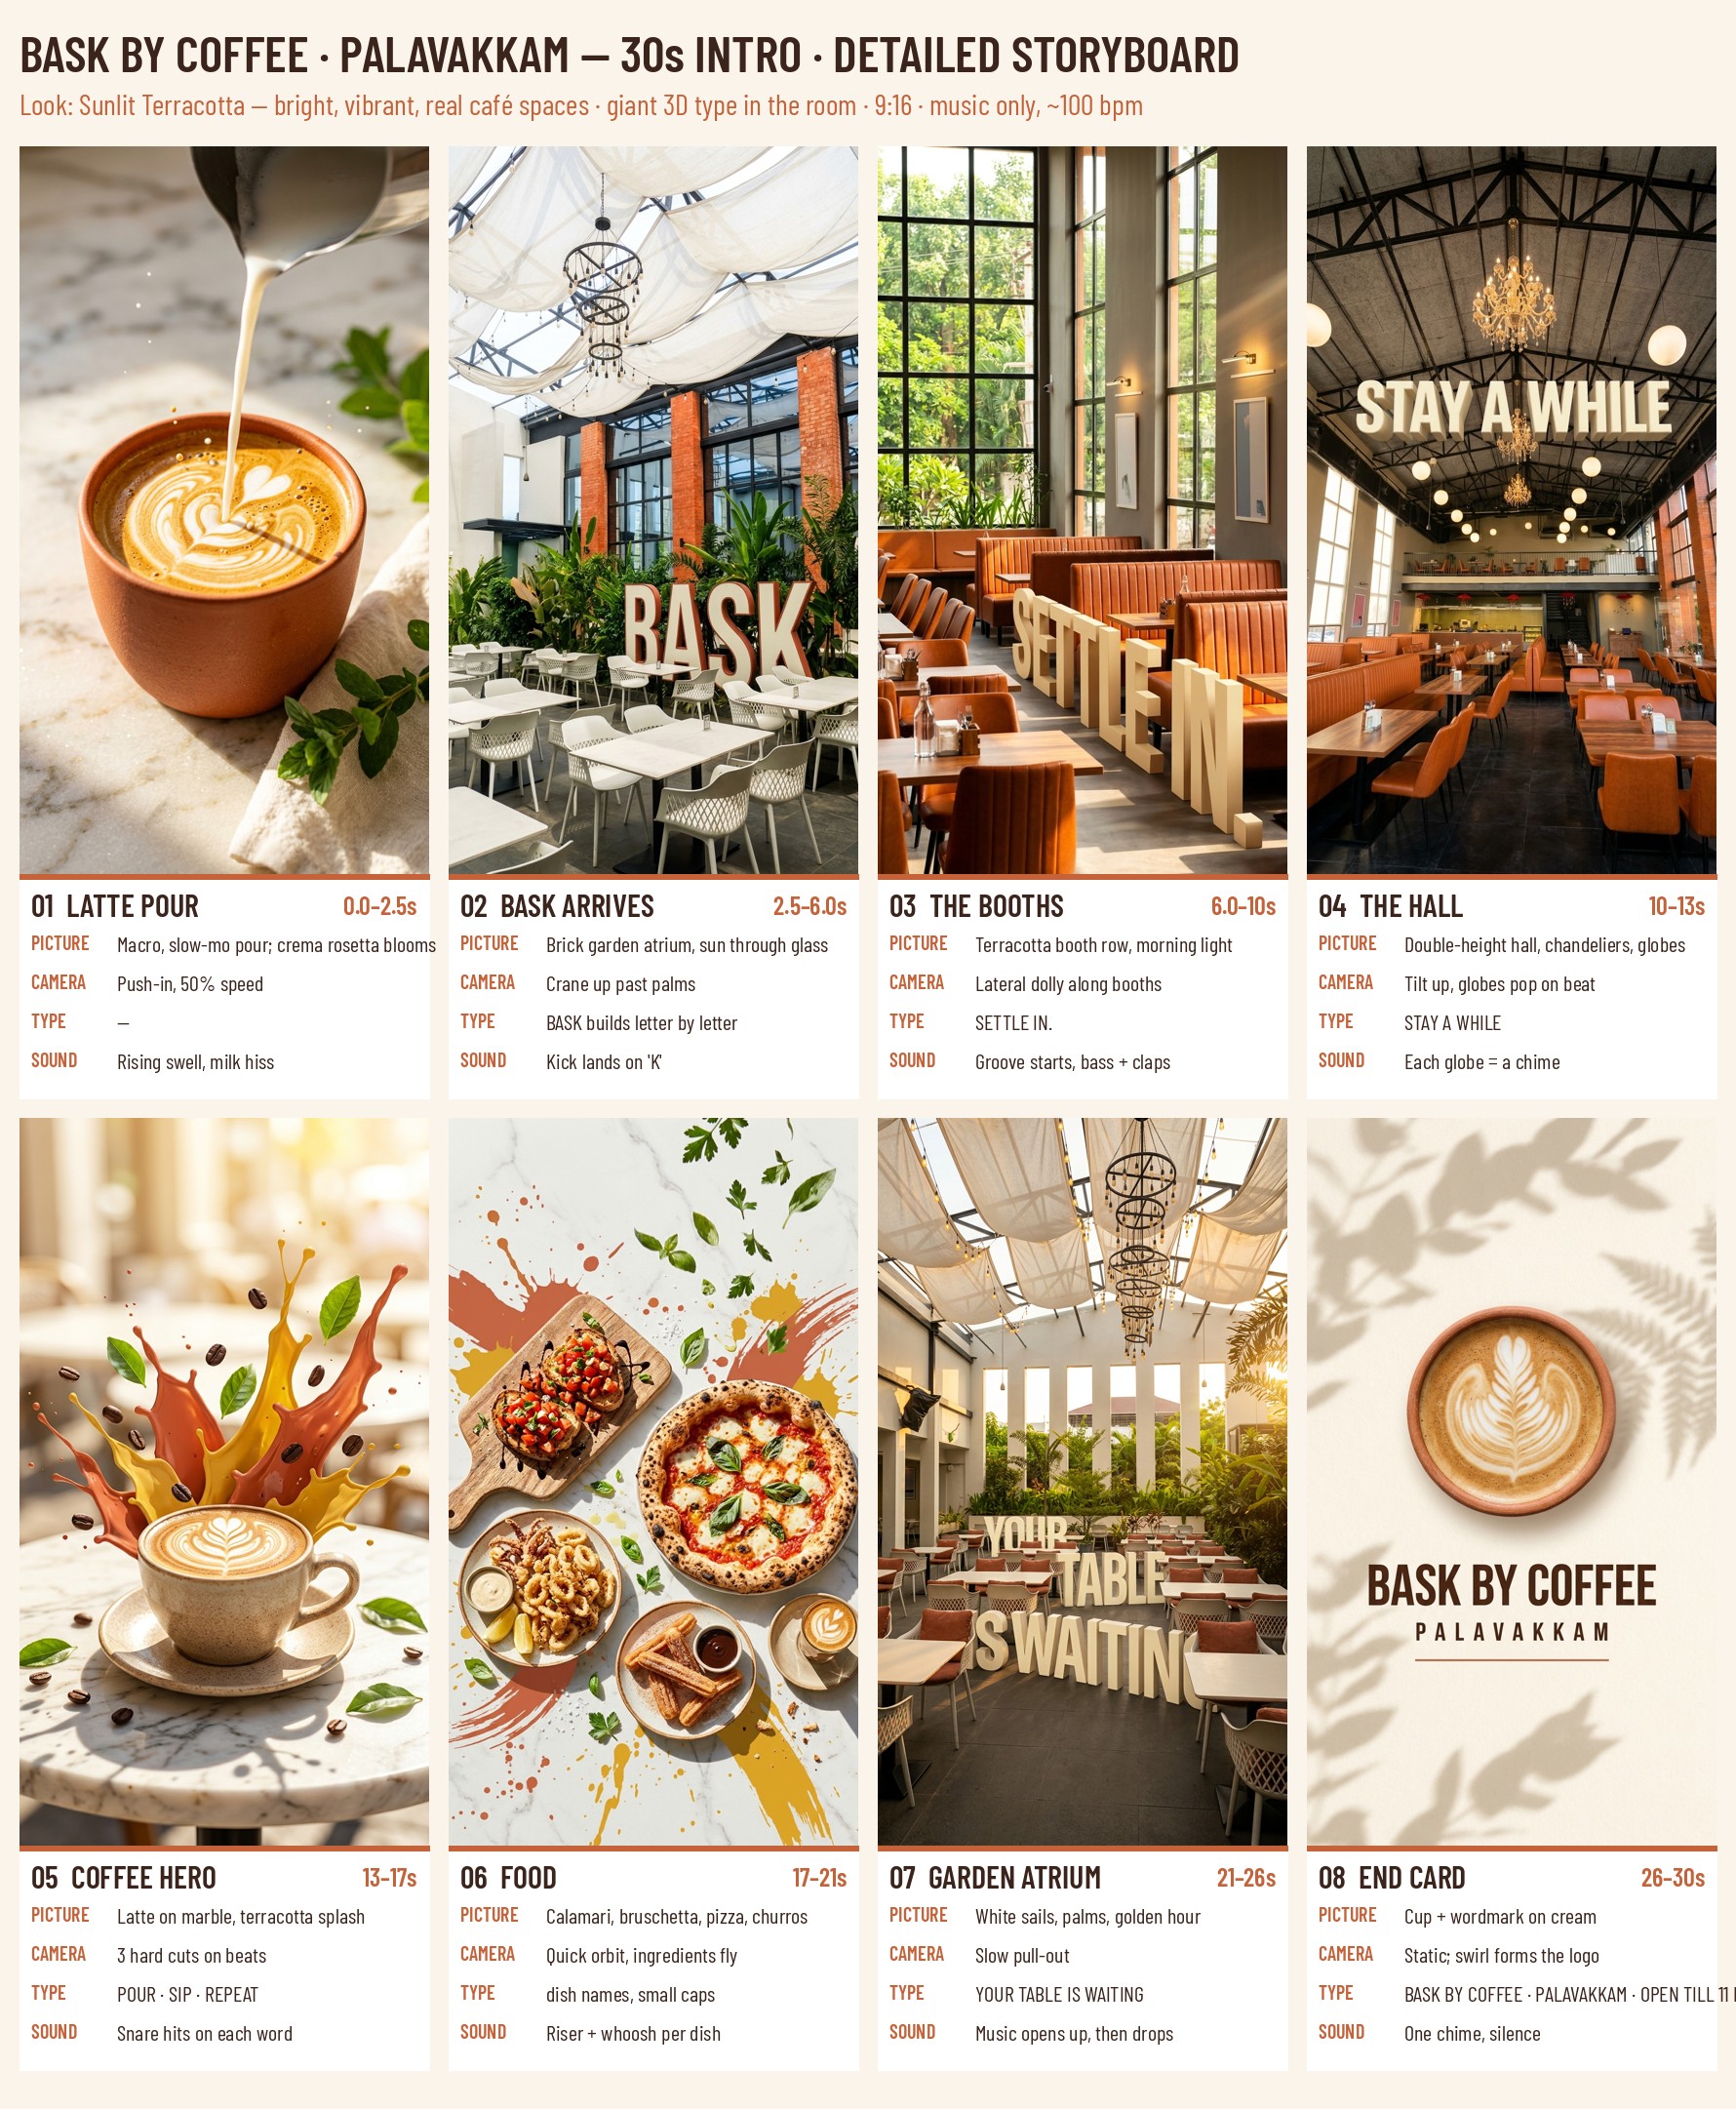 BASK BY COFFEE · PALAVAKKAM — 30s INTRO · DETAILED STORYBOARD
Look: Sunlit Terracotta — bright, vibrant, real café spaces · giant 3D type in the room · 9:16 · music only, ~100 bpm
BASK
SETTLE IN.
STAY A WHILE
01 LATTE POUR 0.0–2.5s
PICTURE Macro, slow-mo pour; crema rosetta blooms
CAMERA Push-in, 50% speed
TYPE —
SOUND Rising swell, milk hiss
02 BASK ARRIVES 2.5–6.0s
PICTURE Brick garden atrium, sun through glass
CAMERA Crane up past palms
TYPE BASK builds letter by letter
SOUND Kick lands on 'K'
03 THE BOOTHS 6.0–10s
PICTURE Terracotta booth row, morning light
CAMERA Lateral dolly along booths
TYPE SETTLE IN.
SOUND Groove starts, bass + claps
04 THE HALL 10–13s
PICTURE Double-height hall, chandeliers, globes
CAMERA Tilt up, globes pop on beat
TYPE STAY A WHILE
SOUND Each globe = a chime
YOUR
TABLE
IS WAITING
BASK BY COFFEE
PALAVAKKAM
05 COFFEE HERO 13–17s
PICTURE Latte on marble, terracotta splash
CAMERA 3 hard cuts on beats
TYPE POUR · SIP · REPEAT
SOUND Snare hits on each word
06 FOOD 17–21s
PICTURE Calamari, bruschetta, pizza, churros
CAMERA Quick orbit, ingredients fly
TYPE dish names, small caps
SOUND Riser + whoosh per dish
07 GARDEN ATRIUM 21–26s
PICTURE White sails, palms, golden hour
CAMERA Slow pull-out
TYPE YOUR TABLE IS WAITING
SOUND Music opens up, then drops
08 END CARD 26–30s
PICTURE Cup + wordmark on cream
CAMERA Static; swirl forms the logo
TYPE BASK BY COFFEE · PALAVAKKAM · OPEN TILL 11
SOUND One chime, silence